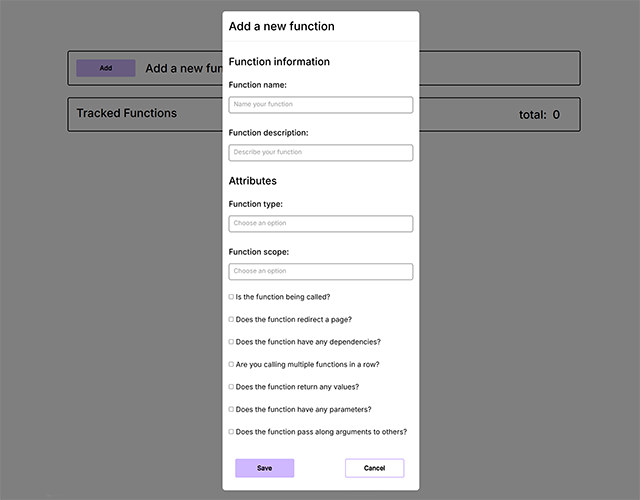 Add a new function
Function information
Function name:
Name your function
Function description:
Describe your function
Attributes
Function type:
Choose an option
Function scope:
Choose an option
Is the function being called?
Does the function redirect a page?
Does the function have any dependencies?
Are you calling multiple functions in a row?
Does the function return any values?
Does the function have any parameters?
Does the function pass along arguments to others?
Save Cancel
Add Add a new fun
Tracked Functions total: 0